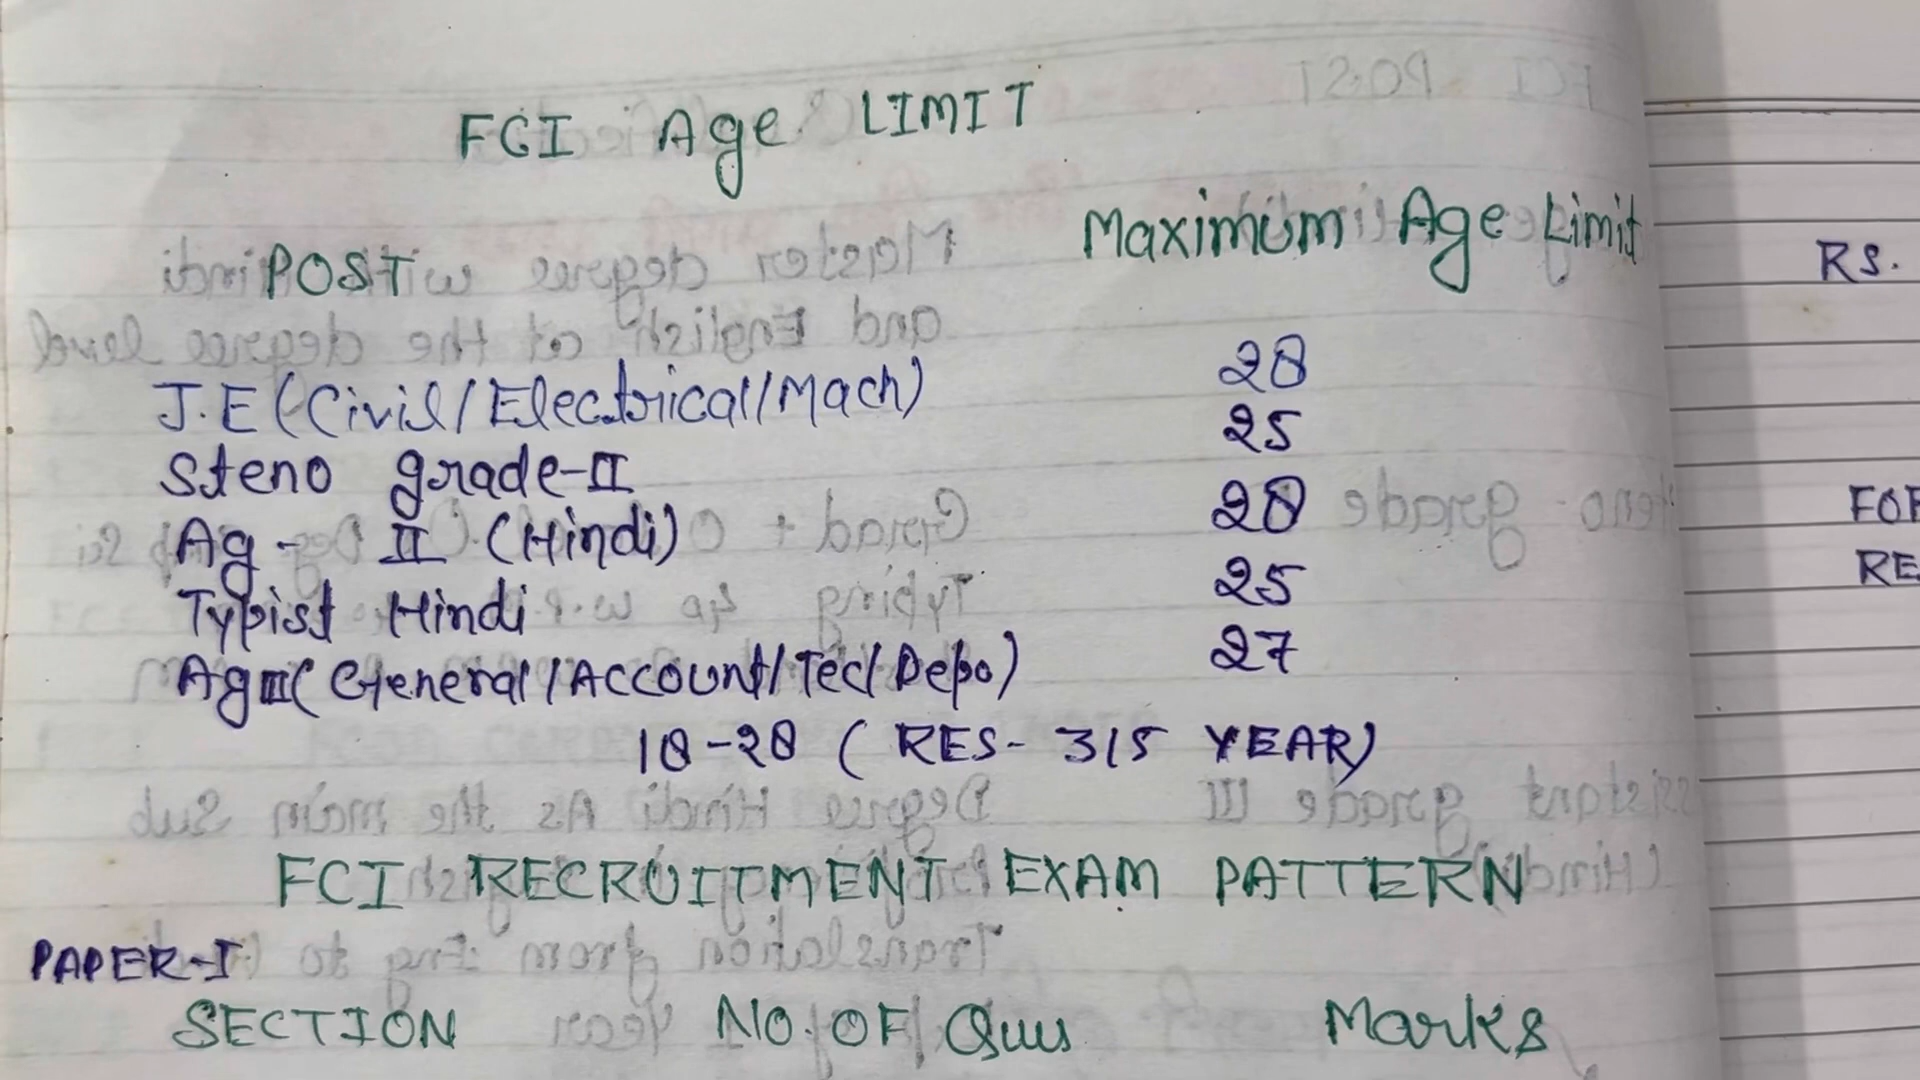 FCI Age LIMIT
POST Maximum Age Limit
J.E (Civil/Electrical/Mach) 28
Steno grade-II 25
Ag- II (Hindi) 28
Typist Hindi 25
Ag III (General/Account/Tec/Depo) 27
18-28 (RES- 3/5 YEAR)
FCI RECRUITMENT EXAM PATTERN
PAPER-I
SECTION NO. OF Qus Marks
RS.